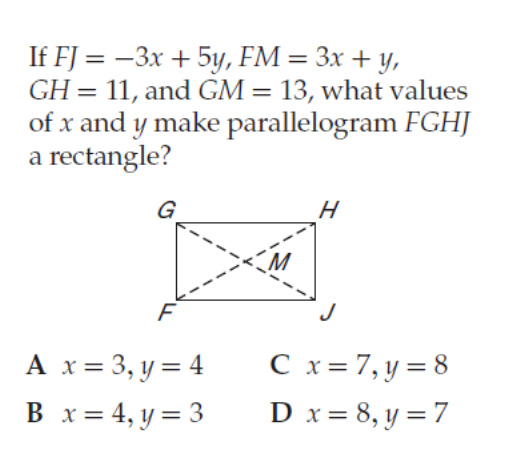 If FJ = −3x + 5y, FM = 3x + y,
GH = 11, and GM = 13, what values
of x and y make parallelogram FGHJ
a rectangle?
G H
M
F J
A x = 3, y = 4 C x = 7, y = 8
B x = 4, y = 3 D x = 8, y = 7